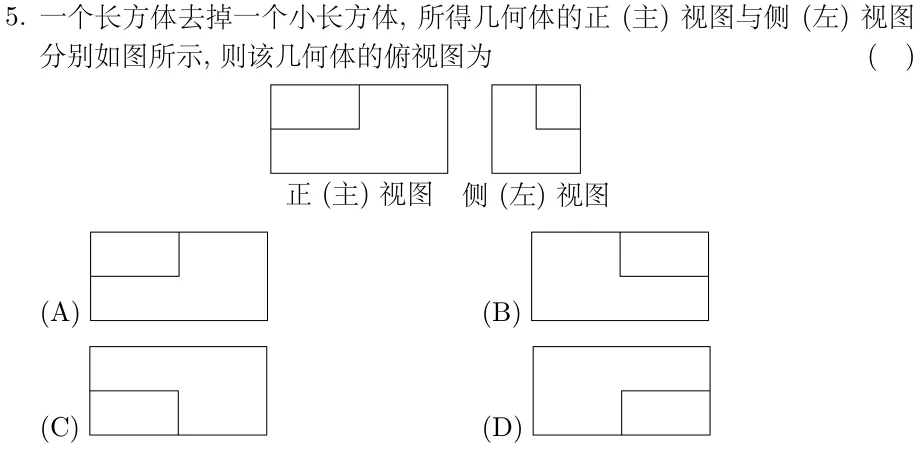 5. 一个长方体去掉一个小长方体, 所得几何体的正 (主) 视图与侧 (左) 视图
分别如图所示, 则该几何体的俯视图为 ( )
正 (主) 视图 侧 (左) 视图
(A) (B)
(C) (D)